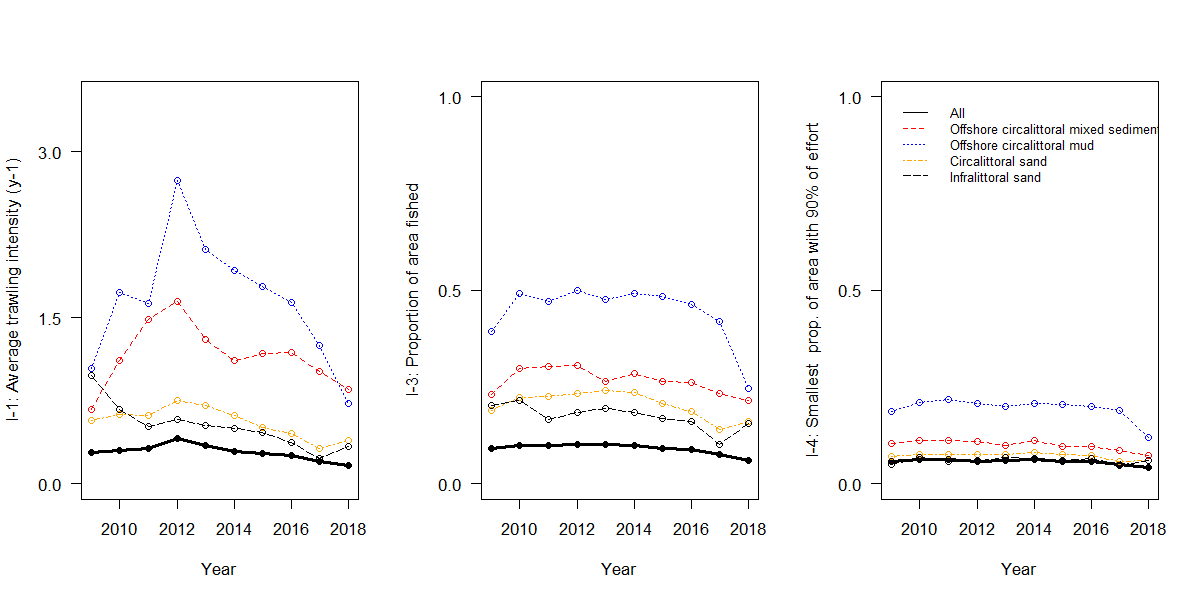 I-1: Average trawling intensity (y-1)
3.0
1.5
0.0
2010 2012 2014 2016 2018
Year
I-3: Proportion of area fished
1.0
0.5
0.0
2010 2012 2014 2016 2018
Year
I-4: Smallest prop. of area with 90% of effort
1.0
0.5
0.0
All
Offshore circalittoral mixed sedimen
Offshore circalittoral mud
Circalittoral sand
Infralittoral sand
2010 2012 2014 2016 2018
Year